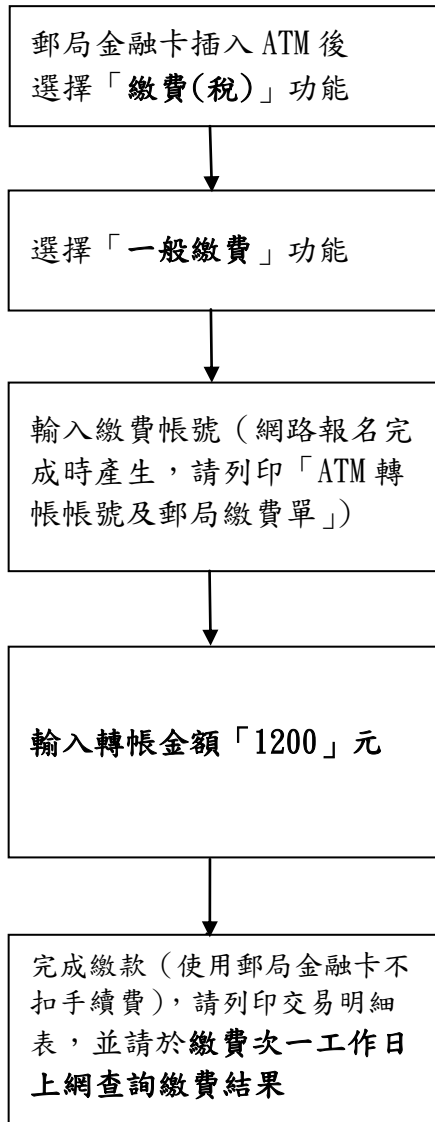 郵局金融卡插入 ATM 後
選擇「繳費(稅)」功能
選擇「一般繳費」功能
輸入繳費帳號（網路報名完
成時產生，請列印「ATM 轉
帳帳號及郵局繳費單」）
輸入轉帳金額「1200」元
完成繳款（使用郵局金融卡不
扣手續費），請列印交易明細
表，並請於繳費次一工作日
上網查詢繳費結果